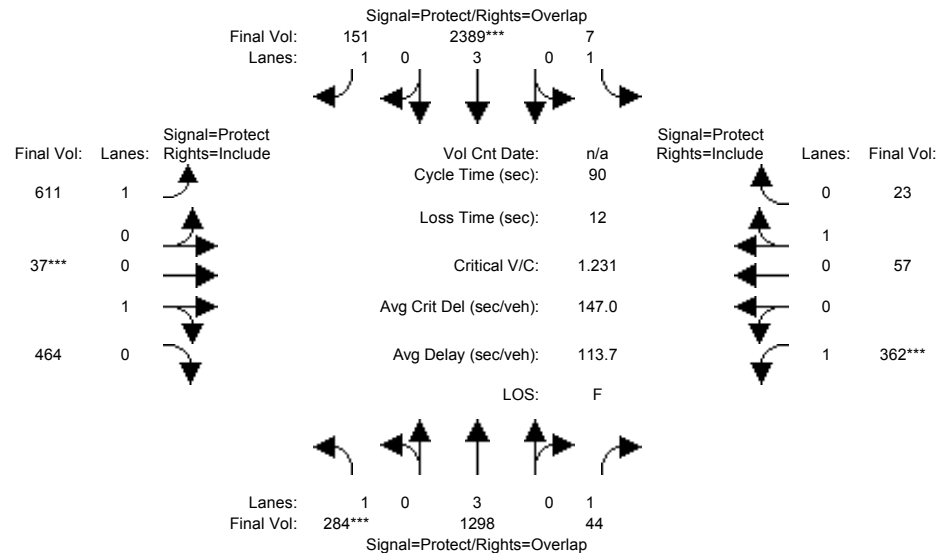 Signal=Protect/Rights=Overlap
Final Vol: 151 2389*** 7
Lanes: 1 0 3 0 1
Signal=Protect
Final Vol: Lanes: Rights=Include
Vol Cnt Date: n/a
Signal=Protect
Rights=Include Lanes: Final Vol:
Cycle Time (sec): 90
611 1
0 23
Loss Time (sec): 12
0
1
37*** 0
Critical V/C: 1.231
0 57
1
Avg Crit Del (sec/veh): 147.0
0
464 0
Avg Delay (sec/veh): 113.7
1 362***
LOS: F
Lanes: 1 0 3 0 1
Final Vol: 284*** 1298 44
Signal=Protect/Rights=Overlap